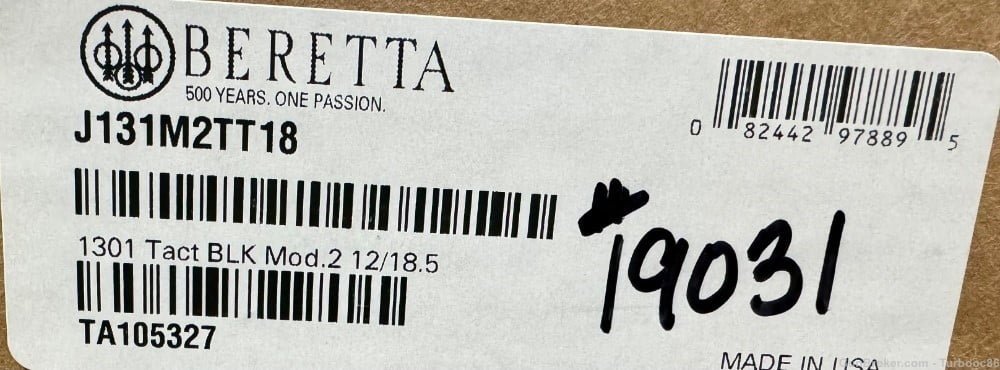 BERETTA
500 YEARS. ONE PASSION.
J131M2TT18
0 82442 97889 5
1301 Tact BLK Mod.2 12/18.5
19031
TA105327
MADE IN USA